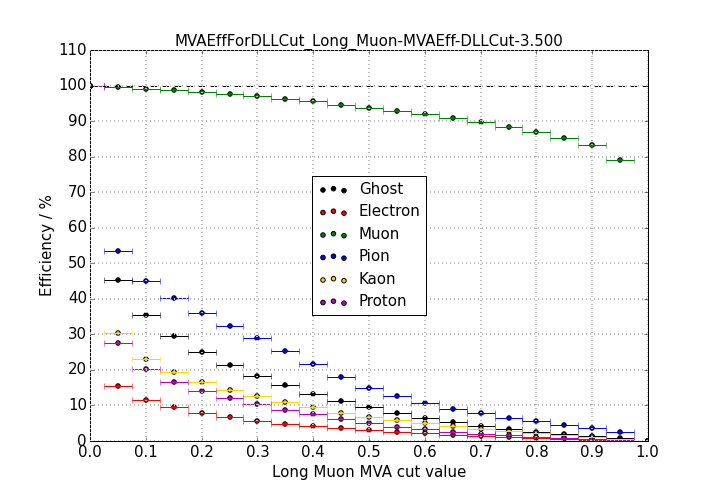 MVAEffForDLLCut_Long_Muon-MVAEff-DLLCut-3.500
110
100
90
80
70
60
50
40
30
20
10
0
Efficiency / %
Ghost
Electron
Muon
Pion
Kaon
Proton
0.0 0.1 0.2 0.3 0.4 0.5 0.6 0.7 0.8 0.9 1.0
Long Muon MVA cut value